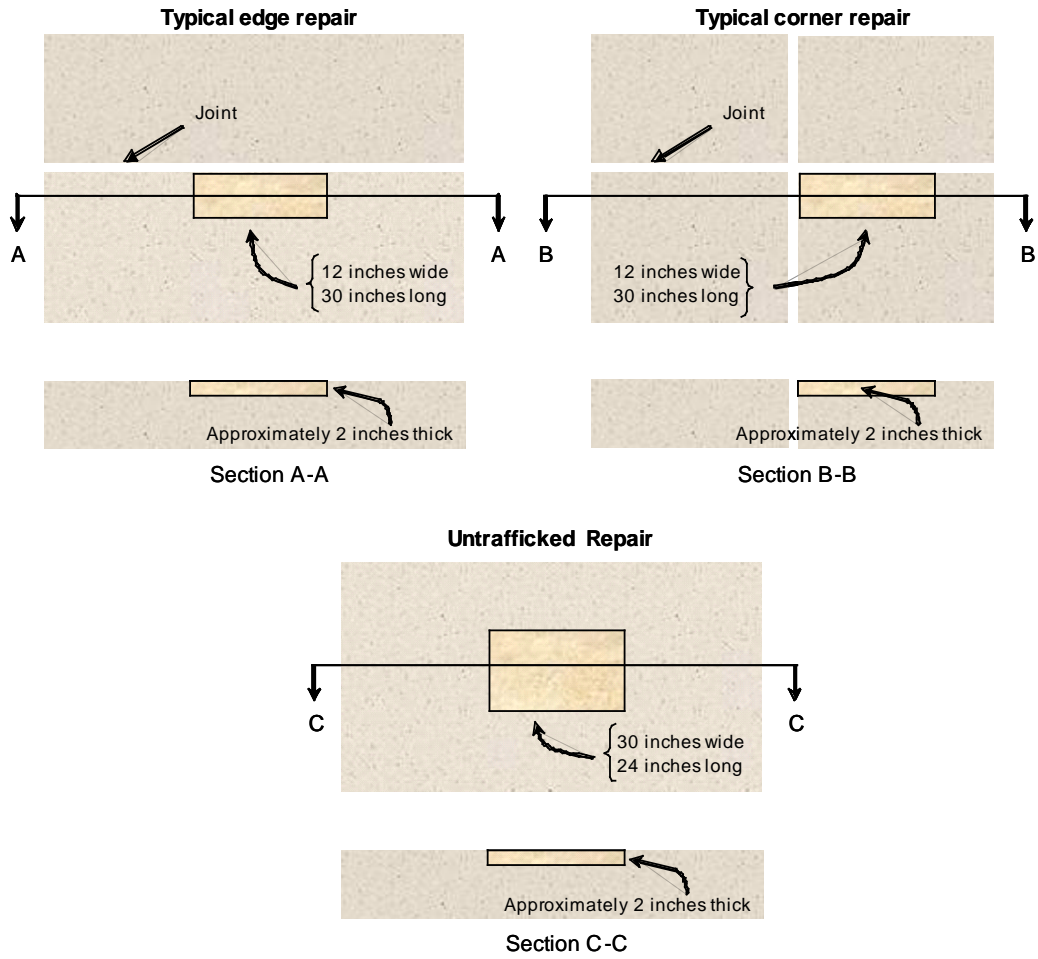 Typical edge repair
Joint
A
A
12 inches wide
30 inches long
Approximately 2 inches thick
Section A-A
Typical corner repair
Joint
B
B
12 inches wide
30 inches long
Approximately 2 inches thick
Section B-B
Untrafficked Repair
C
C
30 inches wide
24 inches long
Approximately 2 inches thick
Section C-C